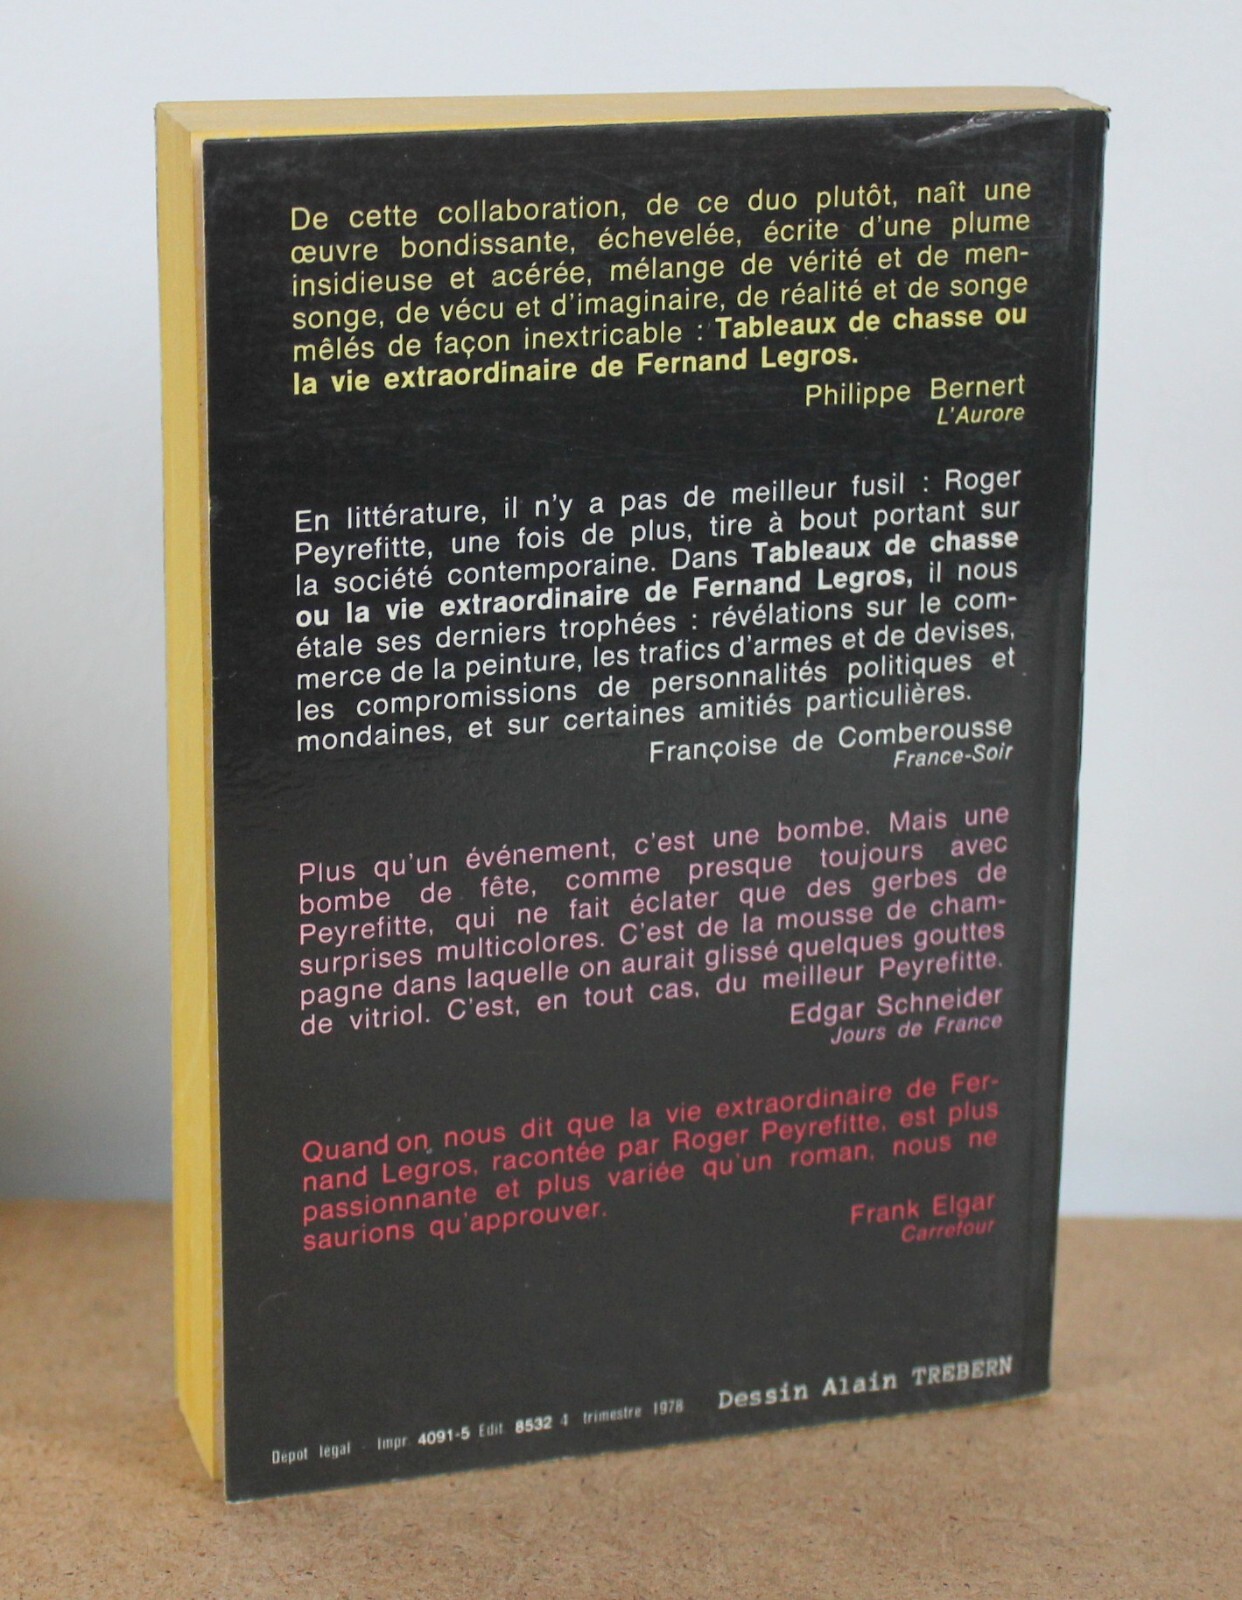 De cette collaboration, de ce duo plutôt, naît une
œuvre bondissante, échevelée, écrite d'une plume
insidieuse et acérée, mélange de vérité et de men-
songe, de vécu et d'imaginaire, de réalité et de songe
mêlés de façon inextricable : Tableaux de chasse ou
la vie extraordinaire de Fernand Legros.
Philippe Bernert
L'Aurore
En littérature, il n'y a pas de meilleur fusil : Roger
Peyrefitte, une fois de plus, tire à bout portant sur
la société contemporaine. Dans Tableaux de chasse
ou la vie extraordinaire de Fernand Legros, il nous
étale ses derniers trophées : révélations sur le com-
merce de la peinture, les trafics d'armes et de devises,
les compromissions de personnalités politiques et
mondaines, et sur certaines amitiés particulières.
Françoise de Comberousse
France-Soir
Plus qu'un événement, c'est une bombe. Mais une
bombe de fête, comme presque toujours avec
Peyrefitte, qui ne fait éclater que des gerbes de
surprises multicolores. C'est de la mousse de cham-
pagne dans laquelle on aurait glissé quelques gouttes
de vitriol. C'est, en tout cas, du meilleur Peyrefitte.
Edgar Schneider
Jours de France
Quand on nous dit que la vie extraordinaire de Fer-
nand Legros, racontée par Roger Peyrefitte, est plus
passionnante et plus variée qu'un roman, nous ne
saurions qu'approuver.
Frank Elgar
Carrefour
Dessin Alain TREBERN
Dépot légal - Impr. 4091-5 Edit. 8532 4 trimestre 1978